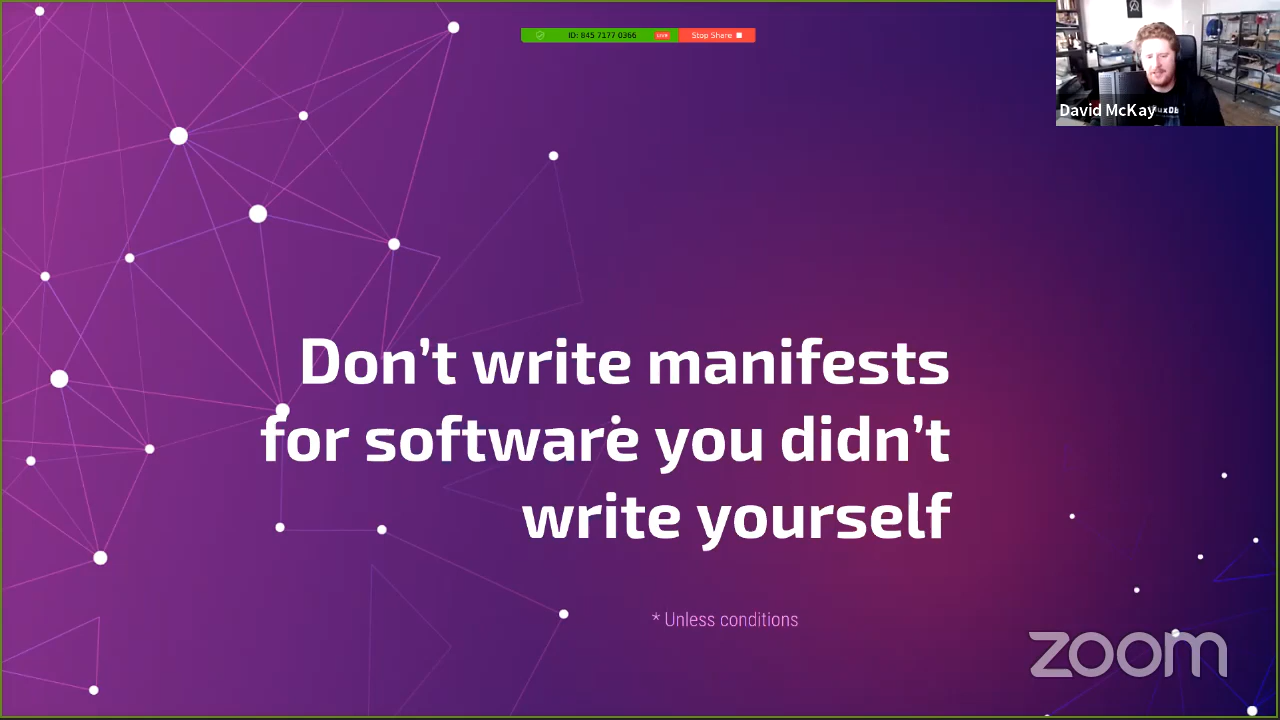 ID: 845 7177 0366 LIVE Stop Share
David McKay
Don't write manifests
for software you didn't
write yourself
* Unless conditions
zoom